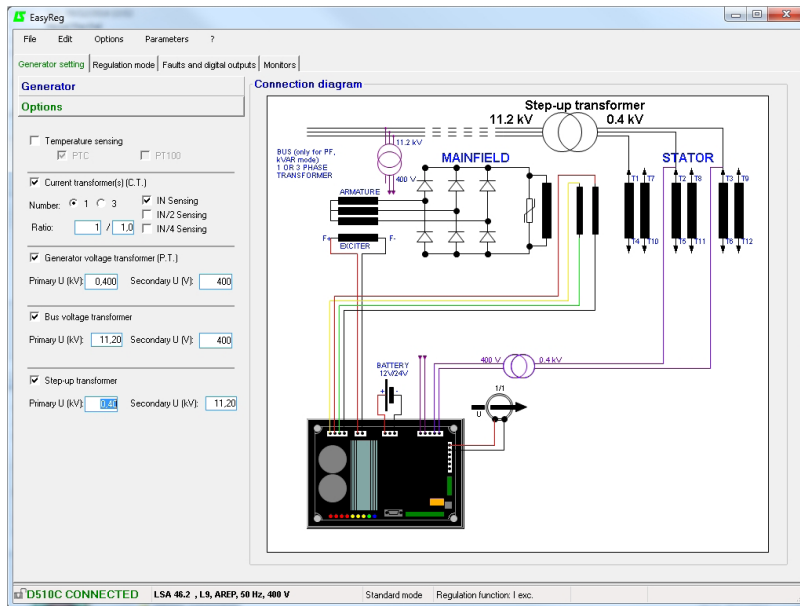 EasyReg
File Edit Options Parameters ?
Generator setting Regulation mode Faults and digital outputs Monitors
Generator
Options
Temperature sensing
PTC PT100
Current transformer(s) (C.T.)
Number: 1 3 IN Sensing
IN/2 Sensing
Ratio: 1 / 1,0 IN/4 Sensing
Generator voltage transformer (P.T.)
Primary U (kV): 0,400 Secondary U (V): 400
Bus voltage transformer
Primary U (kV): 11,20 Secondary U (V): 400
Step-up transformer
Primary U (kV): 0,40 Secondary U (kV): 11,20
Connection diagram
Step-up transformer
11.2 kV 0.4 kV
BUS (only for PF,
kVAR mode)
1 OR 3 PHASE
TRANSFORMER
11.2 kV
400 V
MAINFIELD
STATOR
ARMATURE
F+ F-
EXCITER
T1 T7 T2 T8 T3 T9
T4 T10 T5 T11 T6 T12
400 V 0.4 kV
BATTERY
12V/24V
+ -
1/1
U
D510C CONNECTED LSA 46.2 , L9, AREP, 50 Hz, 400 V Standard mode Regulation function: I exc.